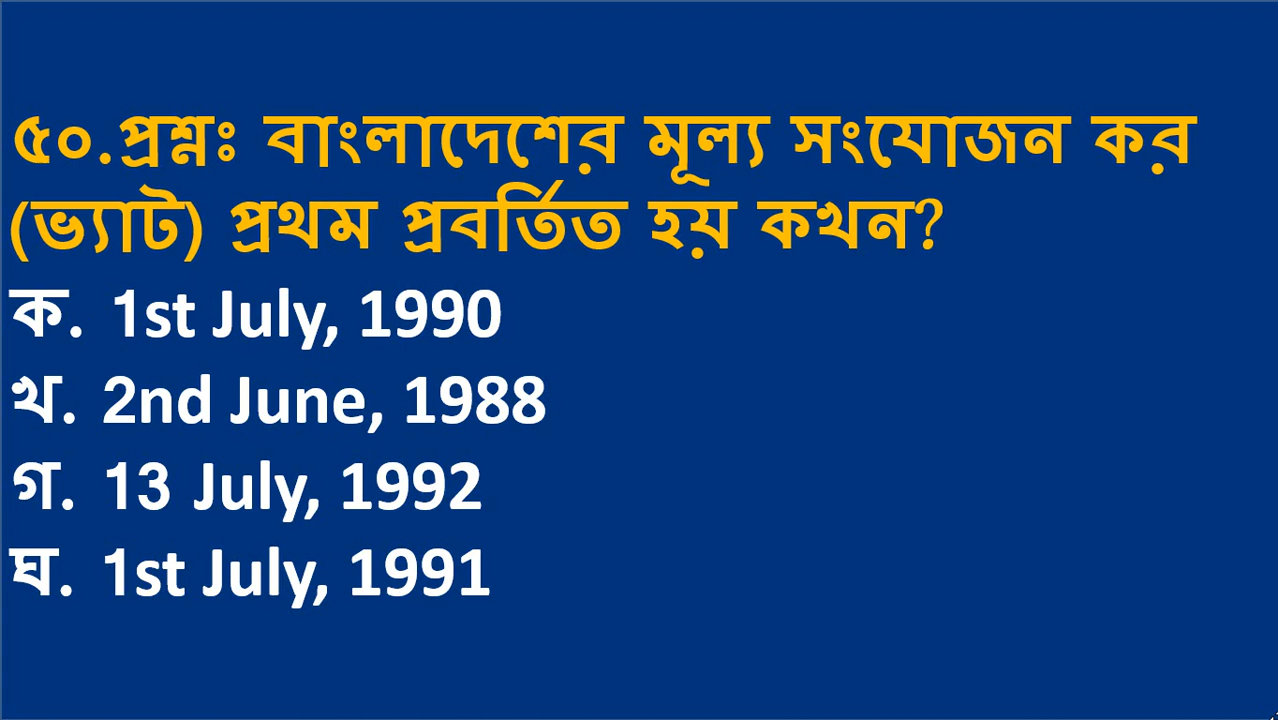 ৫০.প্রশ্নঃ বাংলাদেশের মূল্য সংযোজন কর
(ভ্যাট) প্রথম প্রবর্তিত হয় কখন?
ক. 1st July, 1990
খ. 2nd June, 1988
গ. 13 July, 1992
ঘ. 1st July, 1991